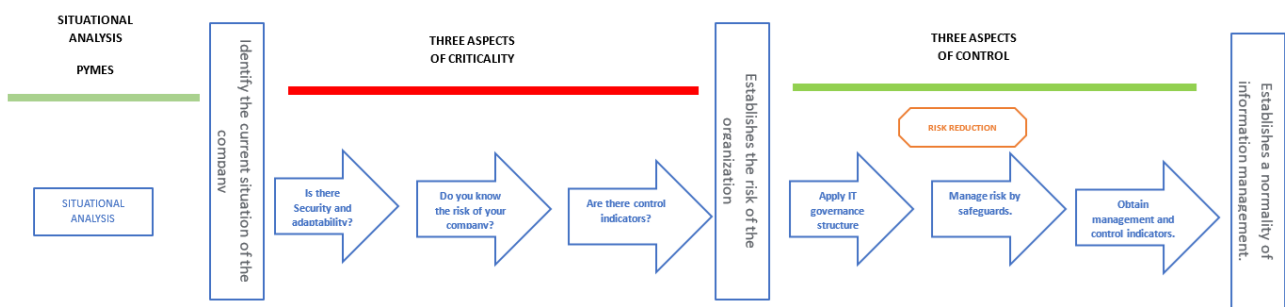 SITUATIONAL
ANALYSIS
PYMES
SITUATIONAL
ANALYSIS
Identify the current situation of the
company
THREE ASPECTS
OF CRITICALITY
Is there
Security and
adaptability?
Do you know
the risk of your
company?
Are there control
indicators?
Establishes the risk of the
organization
THREE ASPECTS
OF CONTROL
RISK REDUCTION
Apply IT
governance
structure
Manage risk by
safeguards.
Obtain
management and
control indicators.
Establishes a normality of
information management.